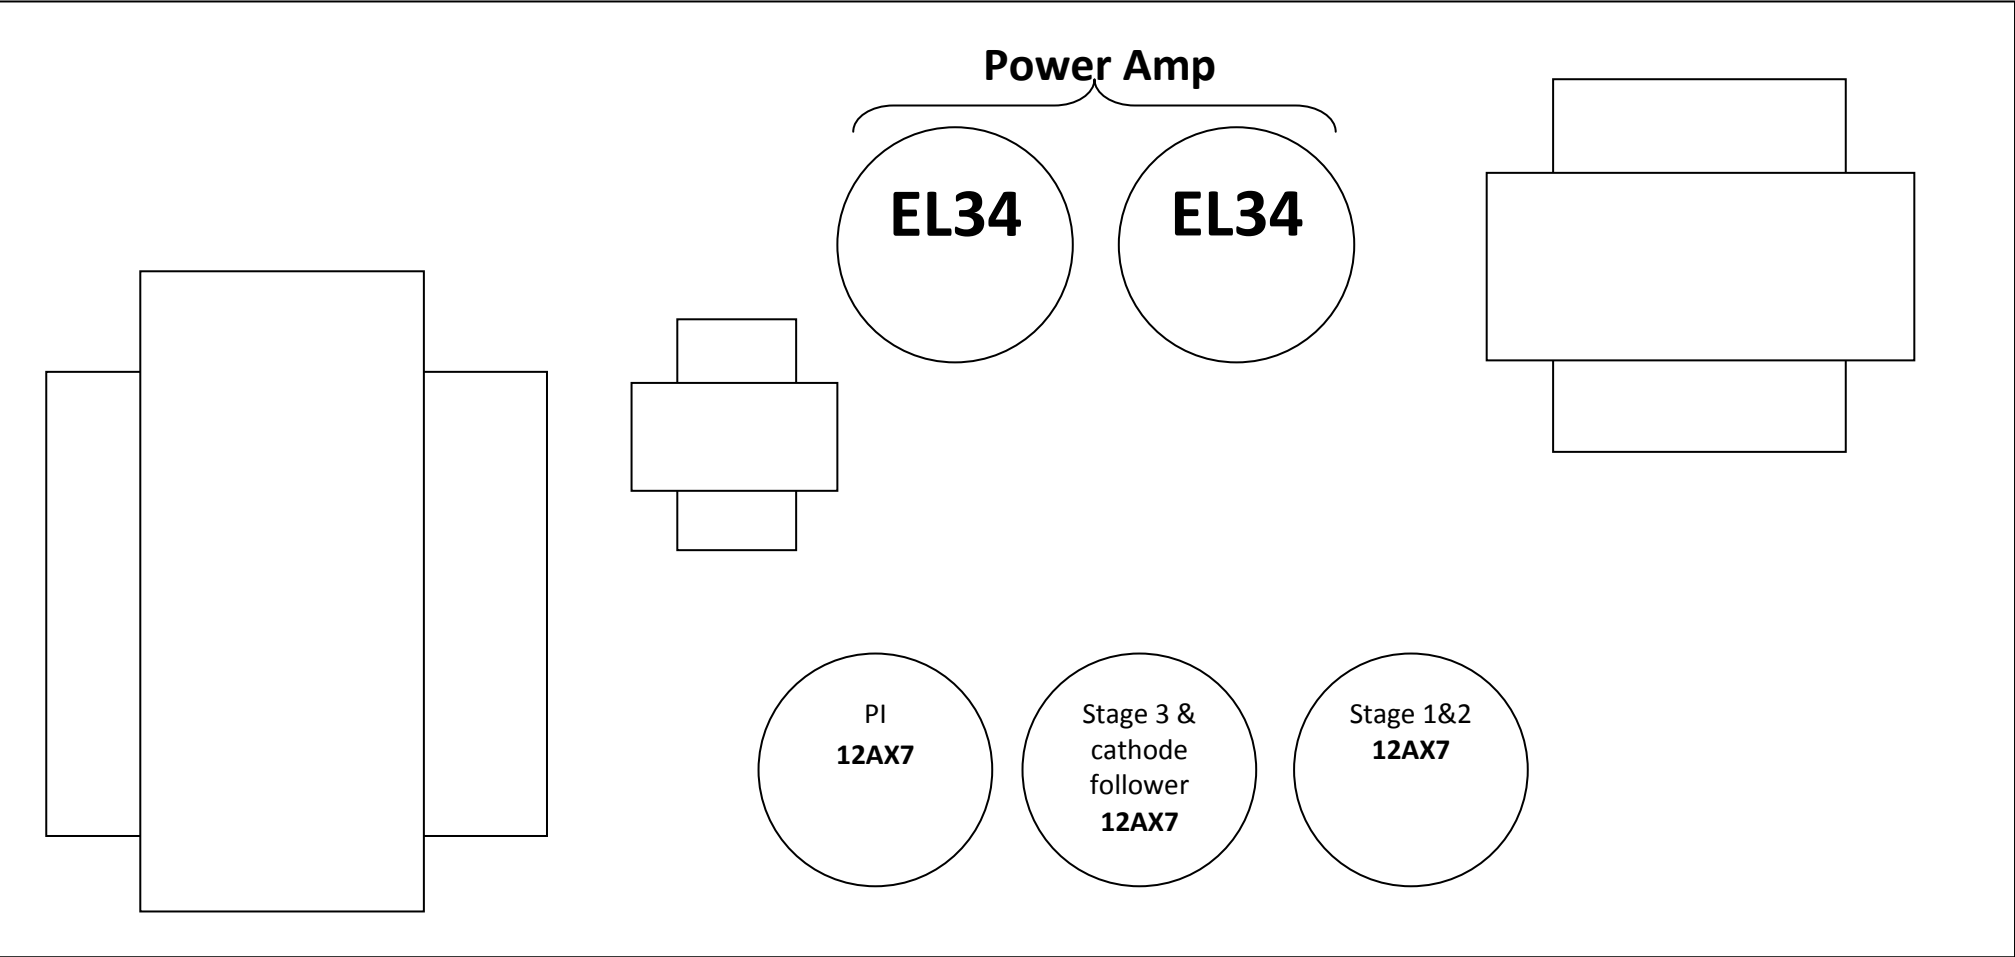 Power Amp
EL34
EL34
PI
12AX7
Stage 3 &
cathode
follower
12AX7
Stage 1&2
12AX7